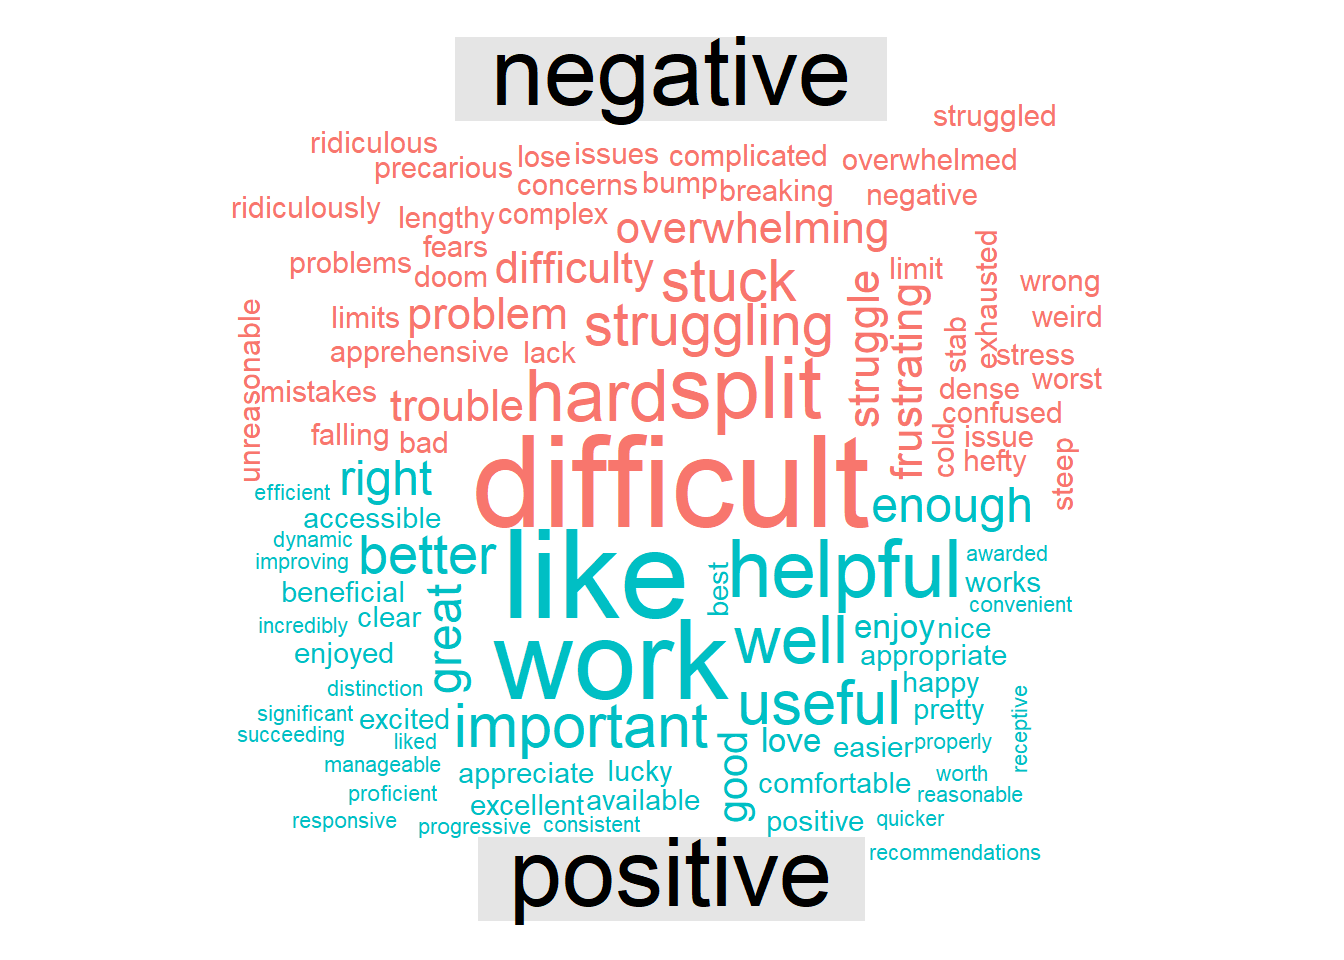 negative
struggled
ridiculous
precarious
lose
issues
complicated
overwhelmed
concerns
bump
breaking
negative
ridiculously
lengthy
complex
overwhelming
fears
problems
doom
difficulty
stuck
struggle
limit
frustrating
exhausted
wrong
limits
problem
struggling
stab
weird
unreasonable
apprehensive
lack
stress
mistakes
trouble
hard
split
dense
worst
confused
falling
bad
cold
issue
hefty
steep
difficult
right
efficient
accessible
enough
dynamic
improving
better
like
best
helpful
awarded
works
convenient
beneficial
clear
great
incredibly
enjoyed
work
well
enjoy
nice
appropriate
distinction
happy
significant
excited
important
useful
pretty
receptive
succeeding
liked
good
love
easier
properly
manageable
appreciate
lucky
comfortable
worth
reasonable
proficient
excellent
available
positive
quicker
responsive
progressive
consistent
recommendations
positive